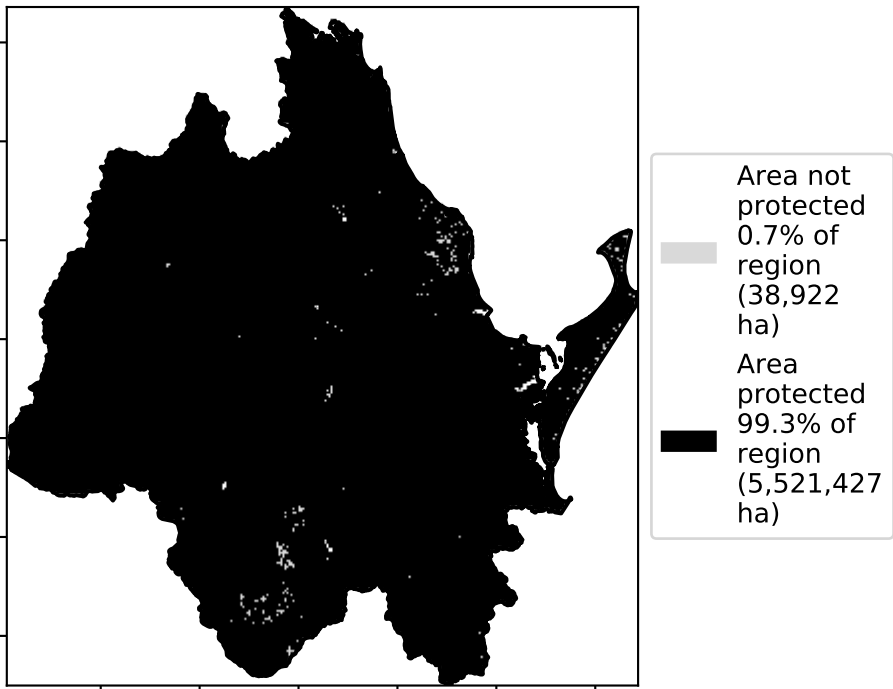 Area not
protected
0.7% of
region
(38,922
ha)
Area
protected
99.3% of
region
(5,521,427
ha)